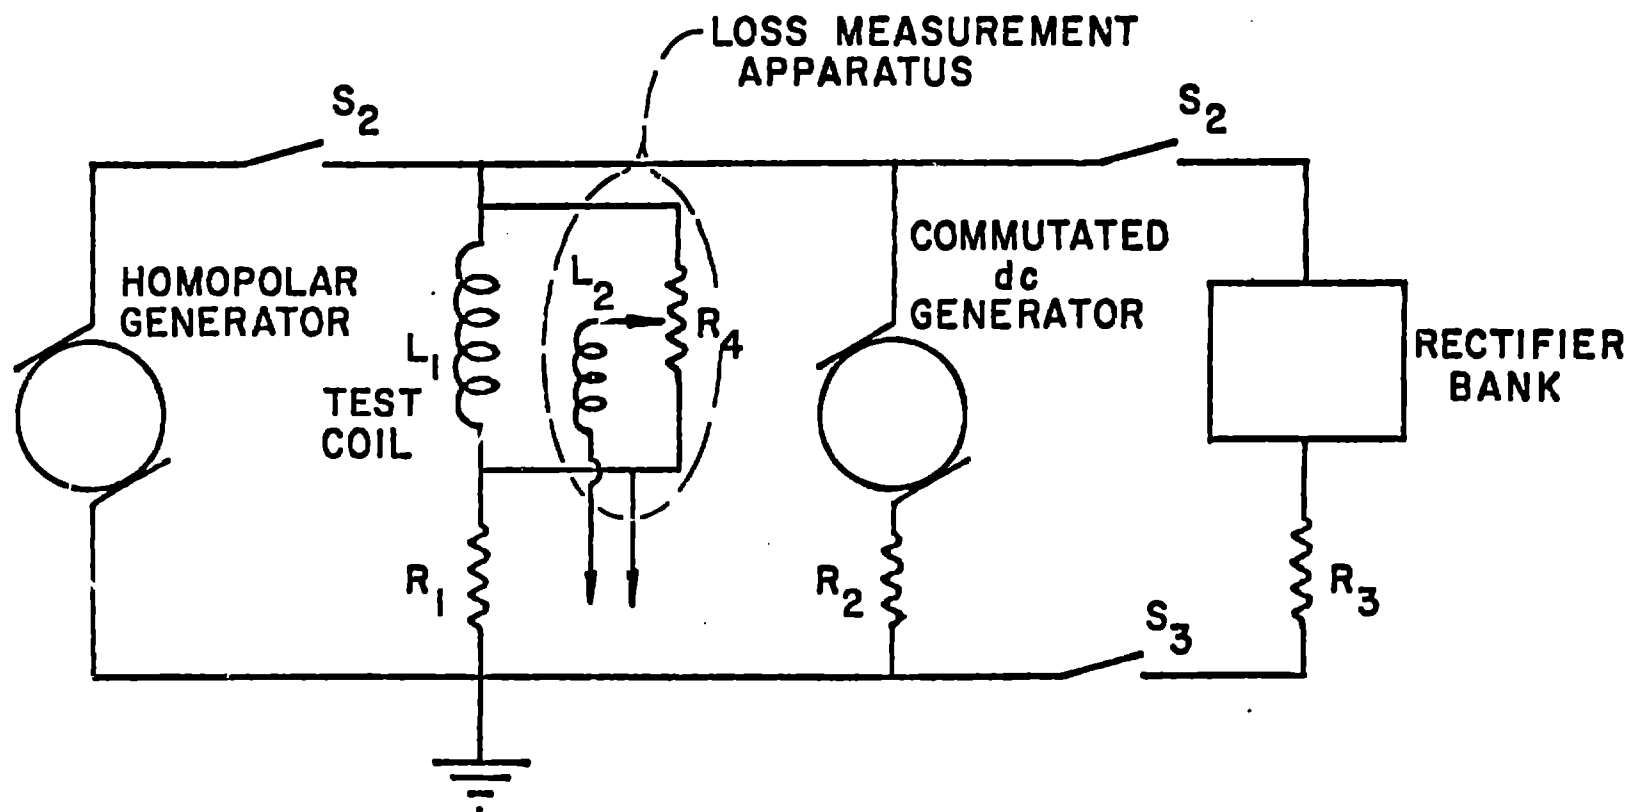 LOSS MEASUREMENT
APPARATUS
S2
S2
HOMOPOLAR
GENERATOR
L1
TEST
COIL
L2
R4
COMMUTATED
dc
GENERATOR
RECTIFIER
BANK
R1
R2
R3
S3